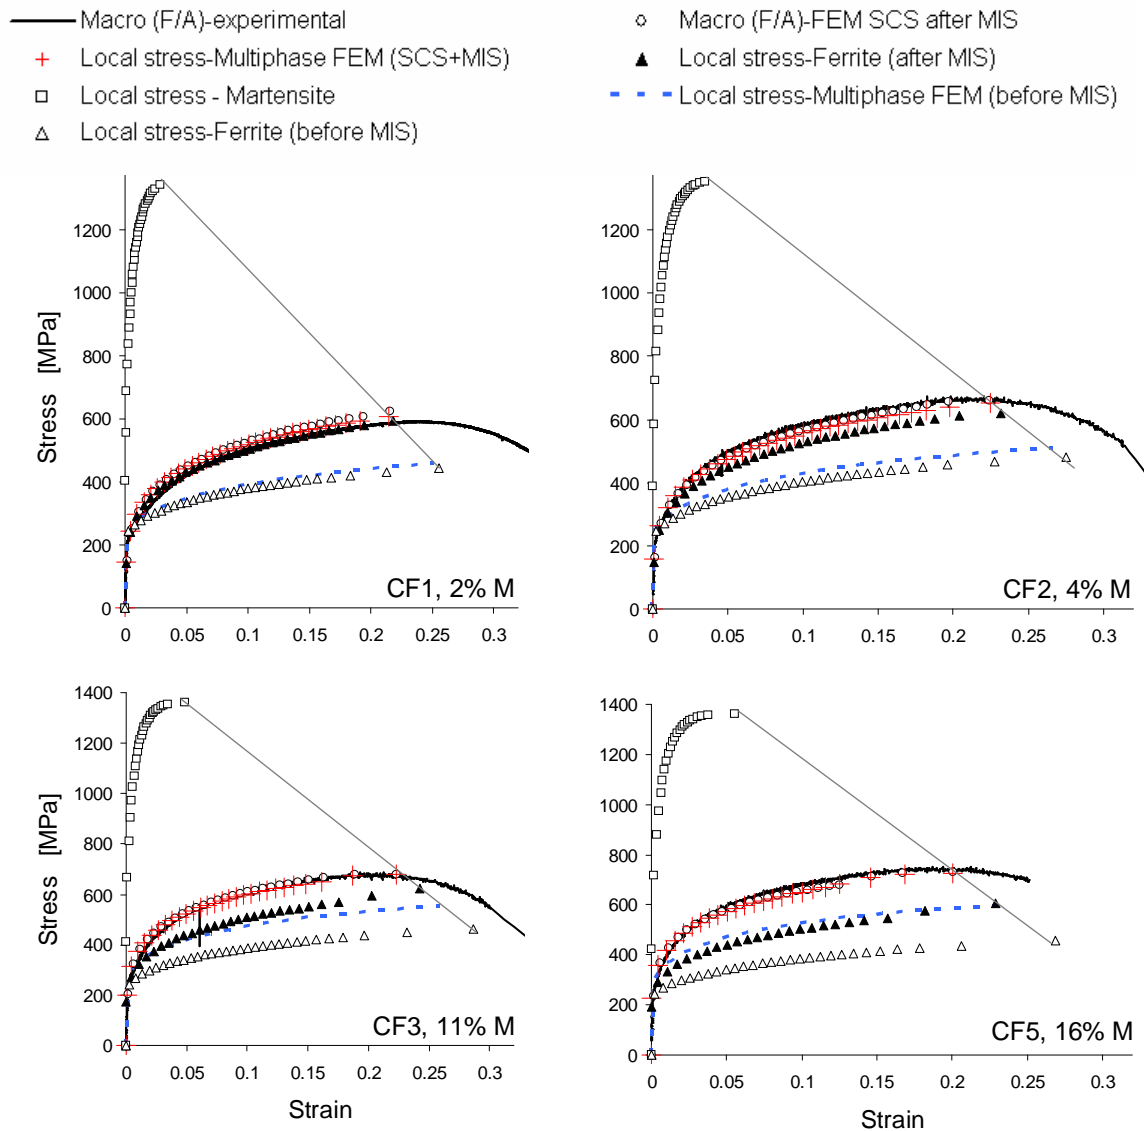 Macro (F/A)-experimental
Macro (F/A)-FEM SCS after MIS
Local stress-Multiphase FEM (SCS+MIS)
Local stress-Ferrite (after MIS)
Local stress - Martensite
Local stress-Multiphase FEM (before MIS)
Local stress-Ferrite (before MIS)
Stress [MPa]
1200
1000
800
600
400
200
0
CF1, 2% M
0 0.05 0.1 0.15 0.2 0.25 0.3
1200
1000
800
600
400
200
0
CF2, 4% M
0 0.05 0.1 0.15 0.2 0.25 0.3
Stress [MPa]
1400
1200
1000
800
600
400
200
0
CF3, 11% M
0 0.05 0.1 0.15 0.2 0.25 0.3
Strain
1400
1200
1000
800
600
400
200
0
CF5, 16% M
0 0.05 0.1 0.15 0.2 0.25 0.3
Strain